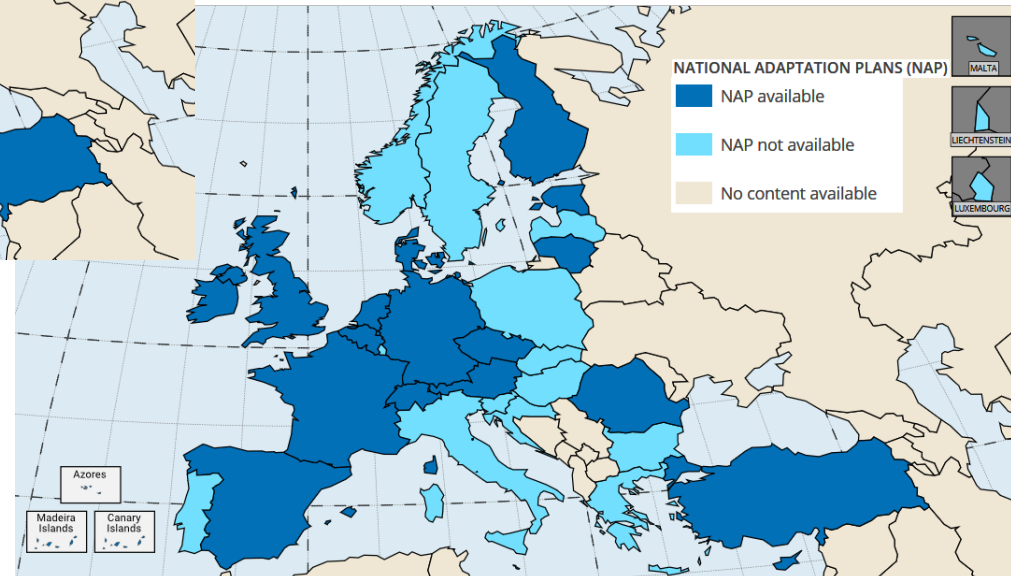 NATIONAL ADAPTATION PLANS (NAP)
NAP available
NAP not available
No content available
MALTA
LIECHTENSTEIN
LUXEMBOURG
Azores
Madeira
Islands
Canary
Islands